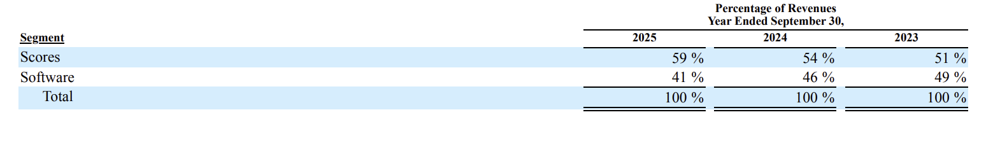 Percentage of Revenues
Year Ended September 30,
Segment 2025 2024 2023
Scores 59 % 54 % 51 %
Software 41 % 46 % 49 %
Total 100 % 100 % 100 %